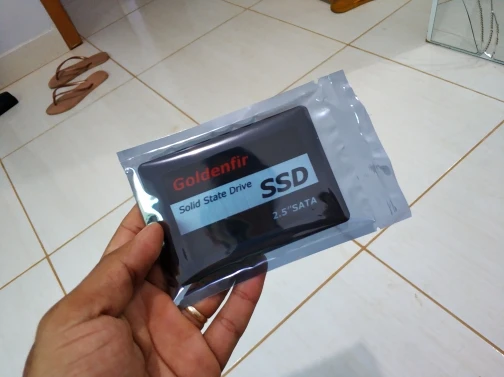 Goldenfir
Solid State Drive SSD
2.5"SATA